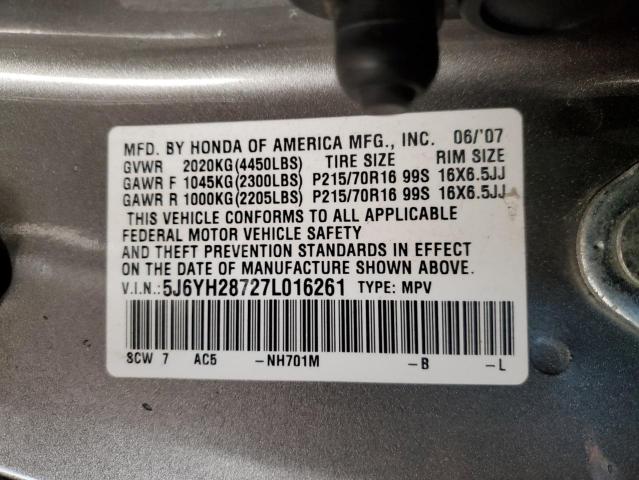 MFD. BY HONDA OF AMERICA MFG., INC. 06/'07
GVWR 2020KG(4450LBS) TIRE SIZE RIM SIZE
GAWR F 1045KG(2300LBS) P215/70R16 99S 16X6.5JJ
GAWR R 1000KG(2205LBS) P215/70R16 99S 16X6.5JJ
THIS VEHICLE CONFORMS TO ALL APPLICABLE
FEDERAL MOTOR VEHICLE SAFETY
AND THEFT PREVENTION STANDARDS IN EFFECT
ON THE DATE OF MANUFACTURE SHOWN ABOVE.
V.I.N.: 5J6YH28727L016261 TYPE: MPV
SCW 7 AC5 -NH701M -B -L